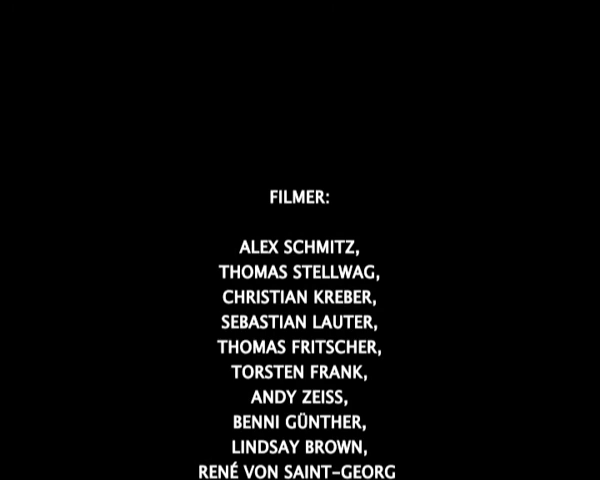 FILMER:
ALEX SCHMITZ,
THOMAS STELLWAG,
CHRISTIAN KREBER,
SEBASTIAN LAUTER,
THOMAS FRITSCHER,
TORSTEN FRANK,
ANDY ZEISS,
BENNI GÜNTHER,
LINDSAY BROWN,
RENÉ VON SAINT-GEORG